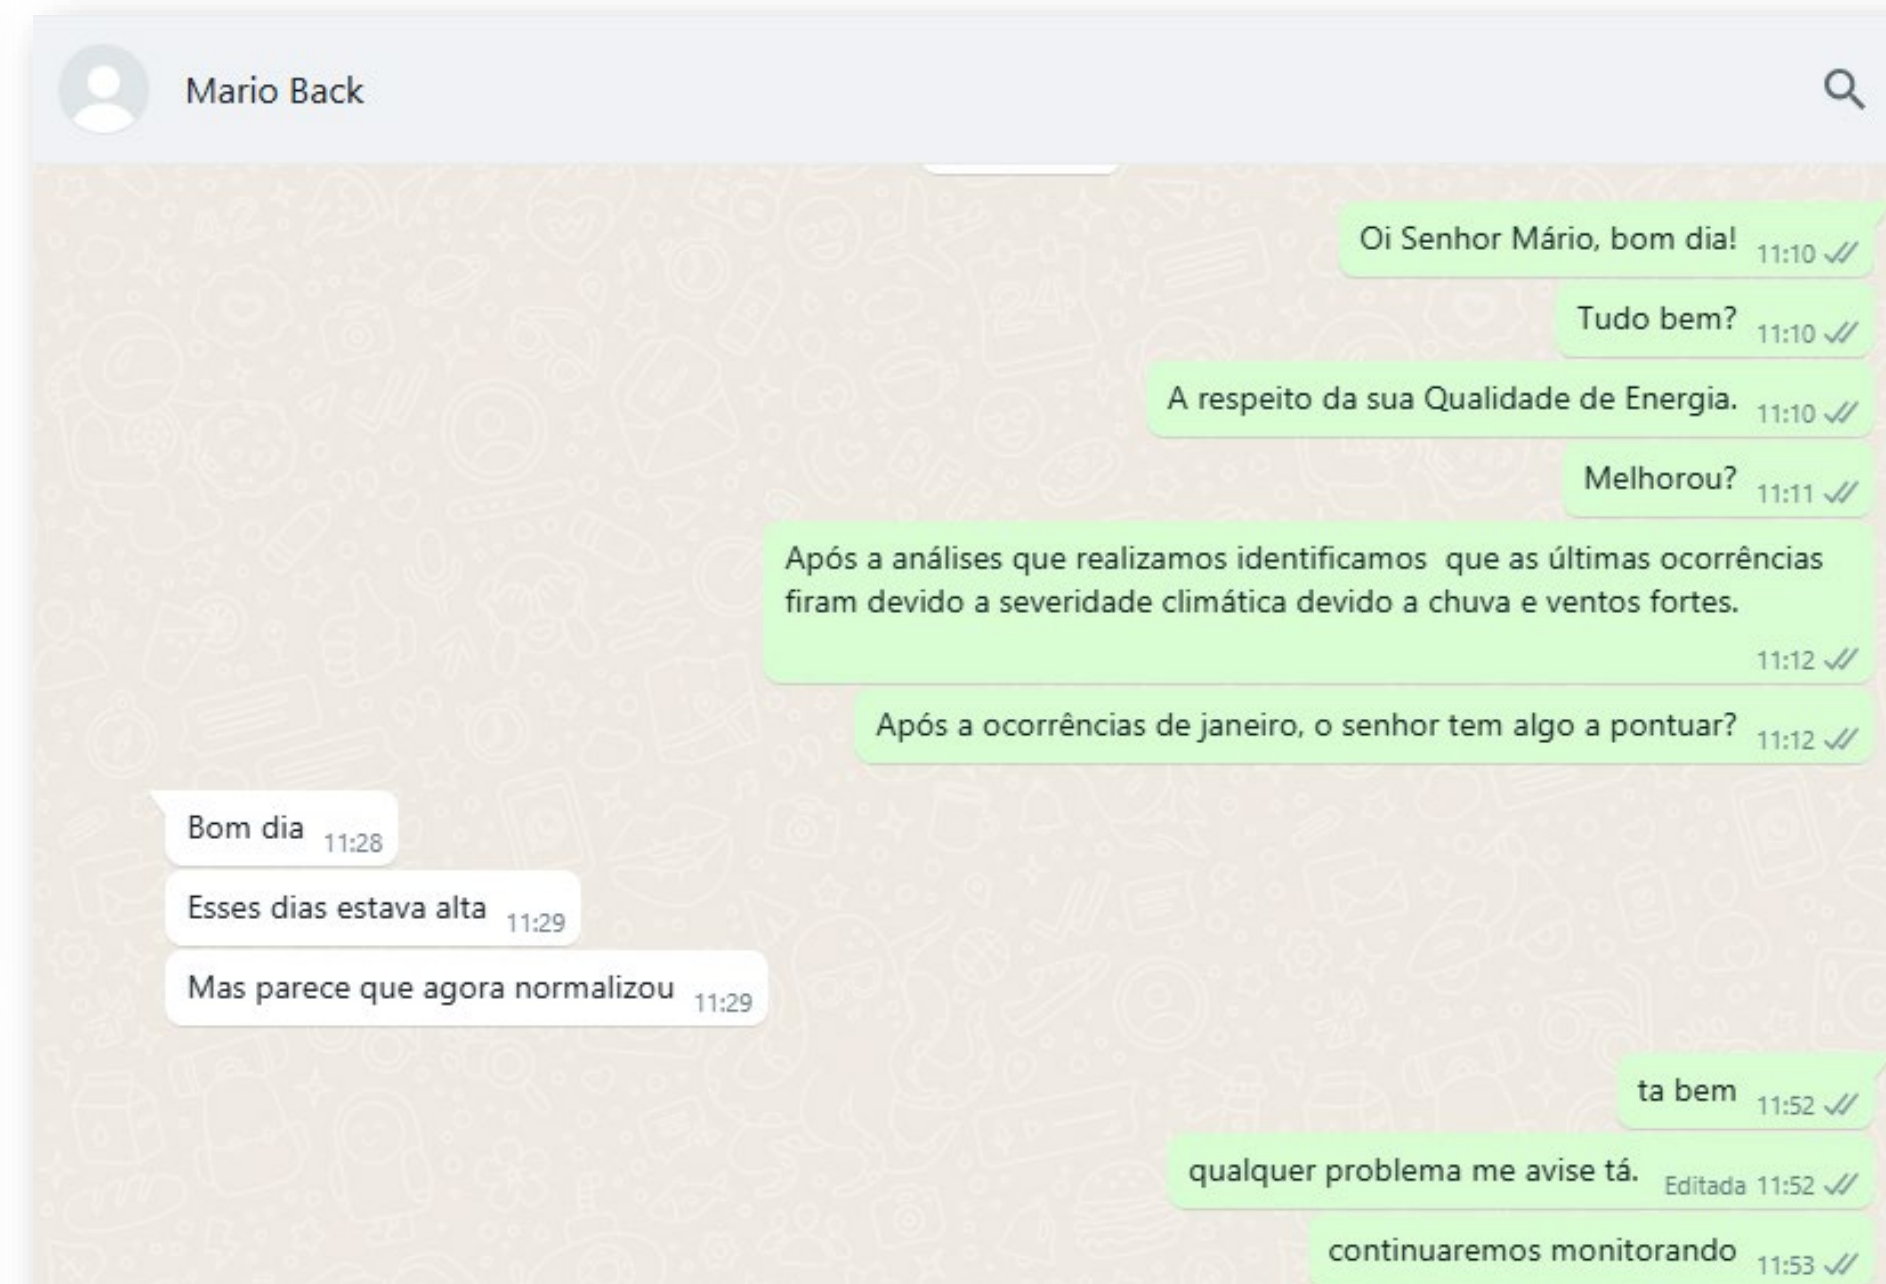 Mario Back
Oi Senhor Mário, bom dia! 11:10
Tudo bem? 11:10
A respeito da sua Qualidade de Energia. 11:10
Melhorou? 11:11
Após a análises que realizamos identificamos  que as últimas ocorrências
firam devido a severidade climática devido a chuva e ventos fortes.
11:12
Após a ocorrências de janeiro, o senhor tem algo a pontuar? 11:12
Bom dia 11:28
Esses dias estava alta 11:29
Mas parece que agora normalizou 11:29
ta bem 11:52
qualquer problema me avise tá. Editada 11:52
continuaremos monitorando 11:53